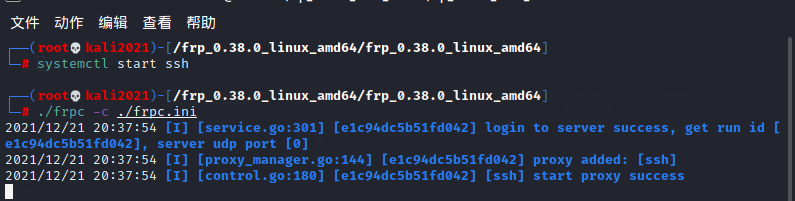 文件 动作 编辑 查看 帮助
┌──(root💀kali2021)-[/frp_0.38.0_linux_amd64/frp_0.38.0_linux_amd64]
└─# systemctl start ssh
┌──(root💀kali2021)-[/frp_0.38.0_linux_amd64/frp_0.38.0_linux_amd64]
└─# ./frpc -c ./frpc.ini
2021/12/21 20:37:54 [I] [service.go:301] [e1c94dc5b51fd042] login to server success, get run id [
e1c94dc5b51fd042], server udp port [0]
2021/12/21 20:37:54 [I] [proxy_manager.go:144] [e1c94dc5b51fd042] proxy added: [ssh]
2021/12/21 20:37:54 [I] [control.go:180] [e1c94dc5b51fd042] [ssh] start proxy success